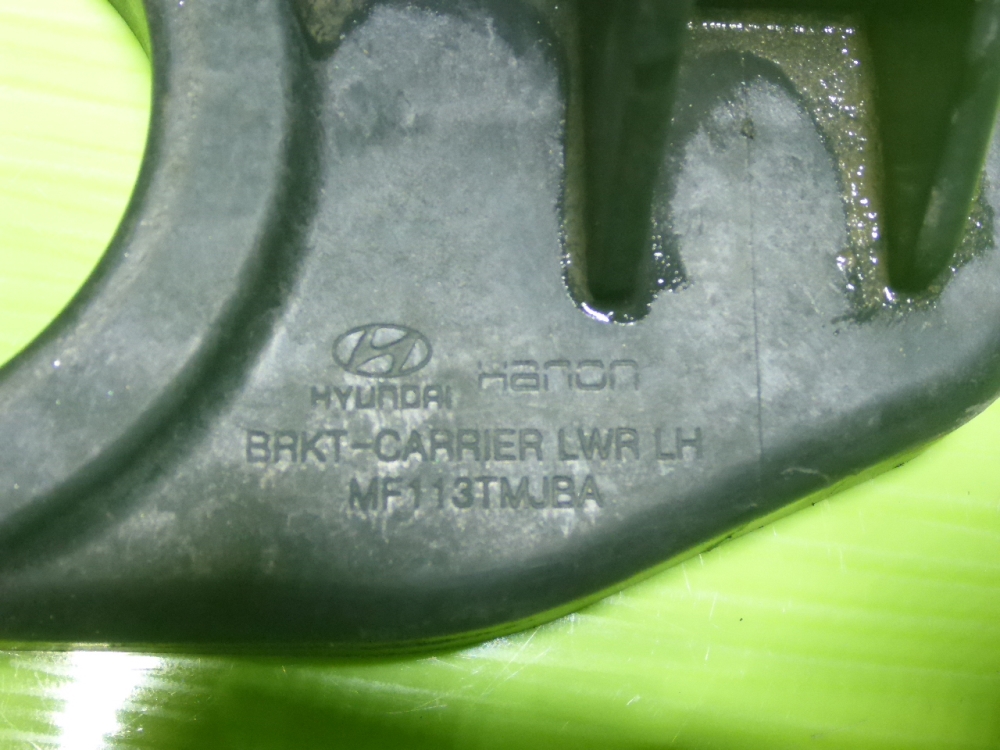 HYUNDAI Hanon
BRKT-CARRIER LWR LH
MF113TMJBA